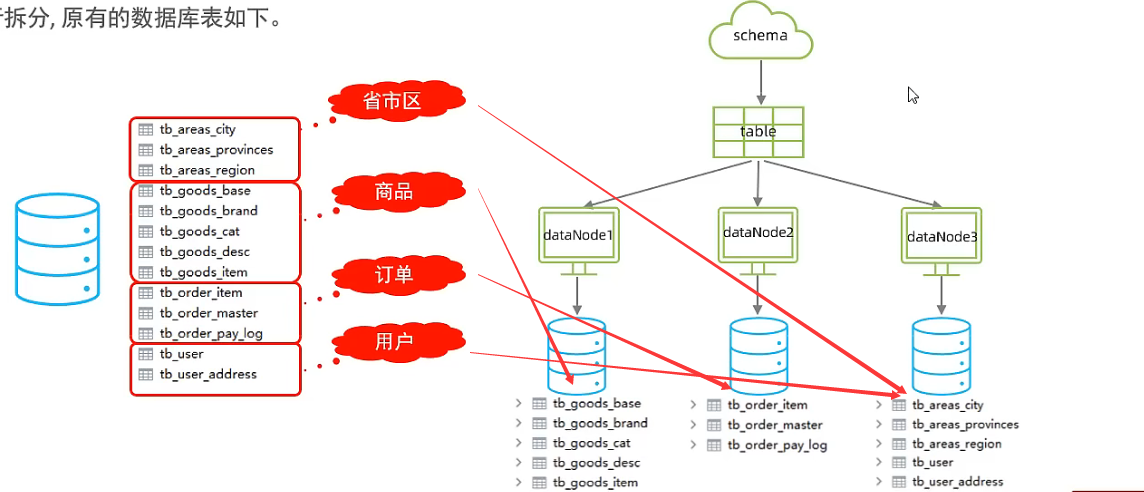 行拆分, 原有的数据库表如下。
schema
table
省市区
商品
订单
用户
tb_areas_city
tb_areas_provinces
tb_areas_region
tb_goods_base
tb_goods_brand
tb_goods_cat
tb_goods_desc
tb_goods_item
tb_order_item
tb_order_master
tb_order_pay_log
tb_user
tb_user_address
dataNode1
dataNode2
dataNode3
tb_goods_base
tb_goods_brand
tb_goods_cat
tb_goods_desc
tb_goods_item
tb_order_item
tb_order_master
tb_order_pay_log
tb_areas_city
tb_areas_provinces
tb_areas_region
tb_user
tb_user_address